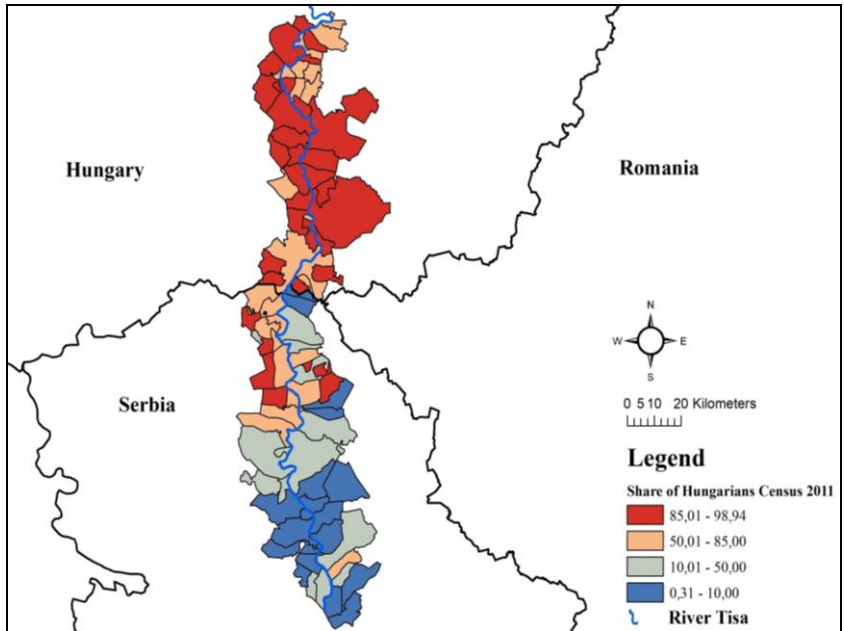 Hungary
Romania
Serbia
N
W
E
S
0 5 10 20 Kilometers
Legend
Share of Hungarians Census 2011
85,01 - 98,94
50,01 - 85,00
10,01 - 50,00
0,31 - 10,00
River Tisa